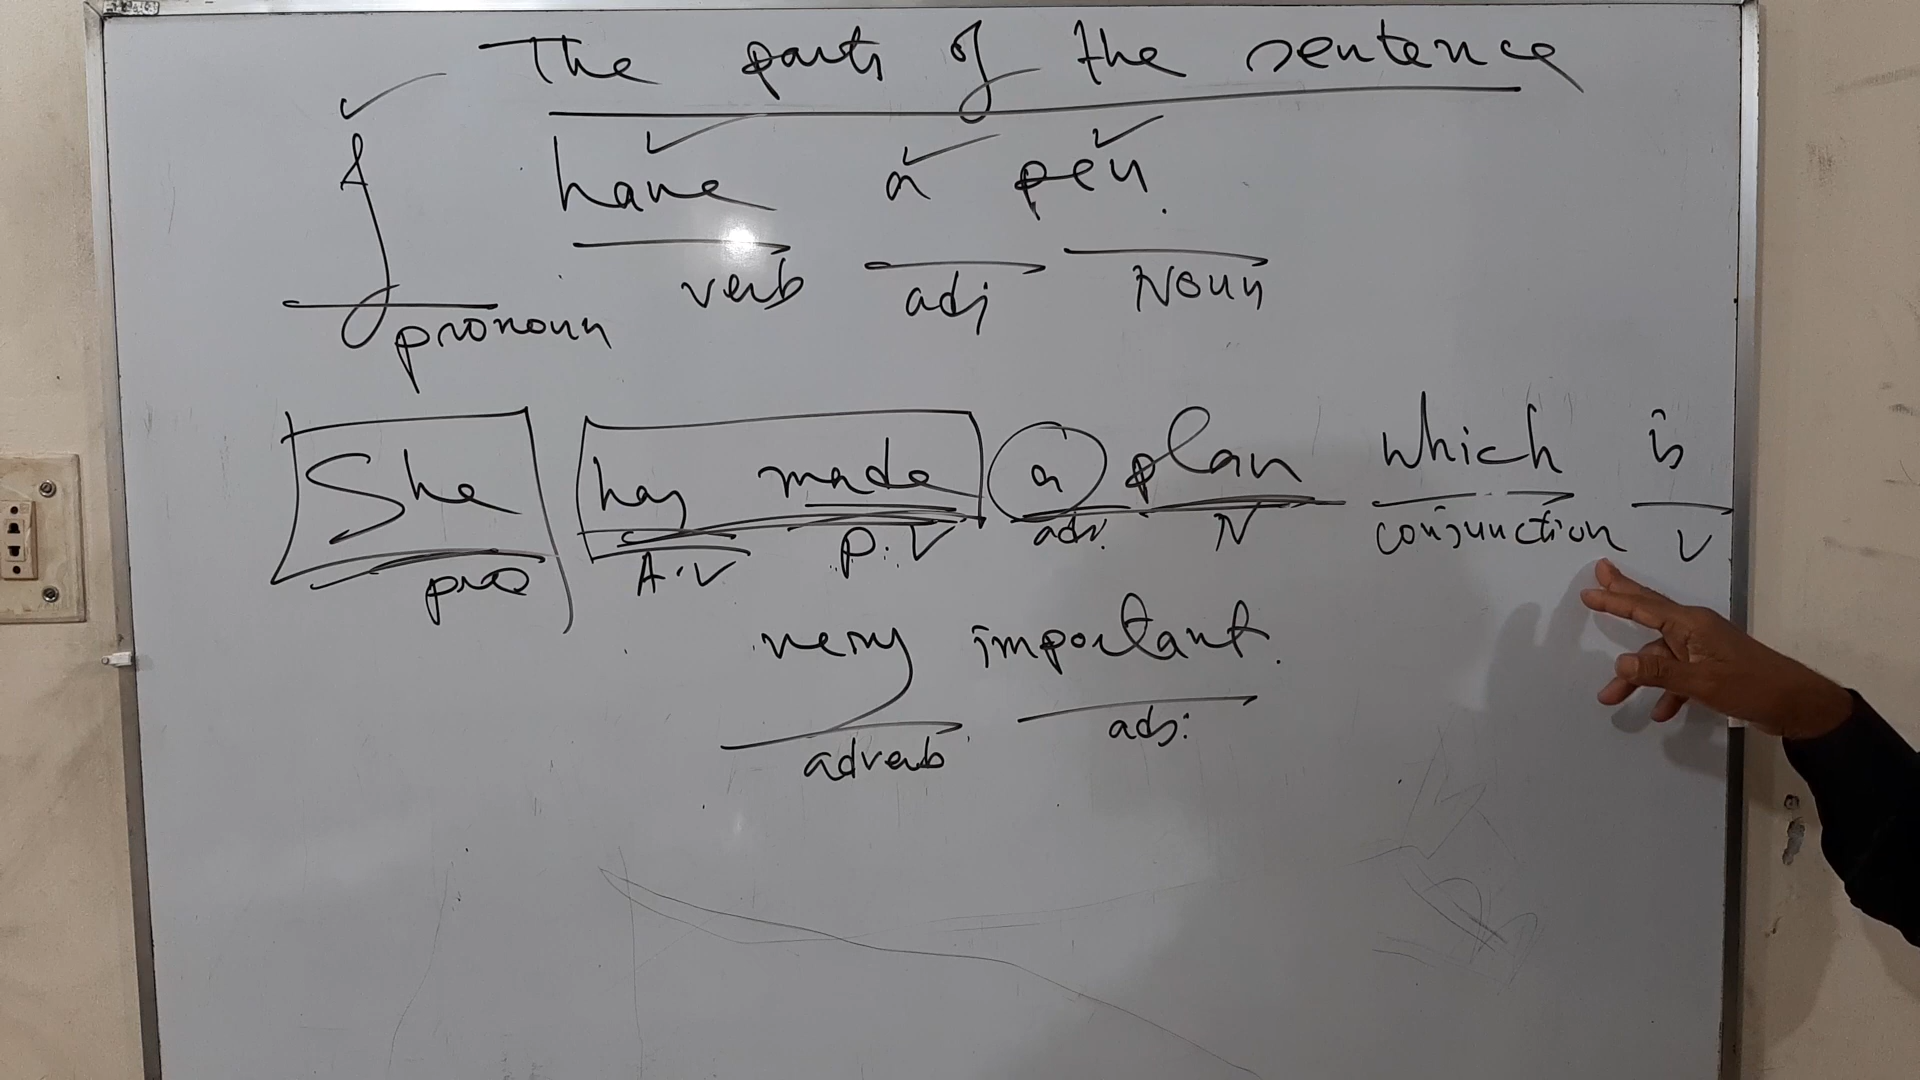 The parts of the sentence
I have a pen.
pronoun verb adj Noun
She has made a plan which is
pro A.V P.V adj. N conjunction V
very important.
adverb adj.